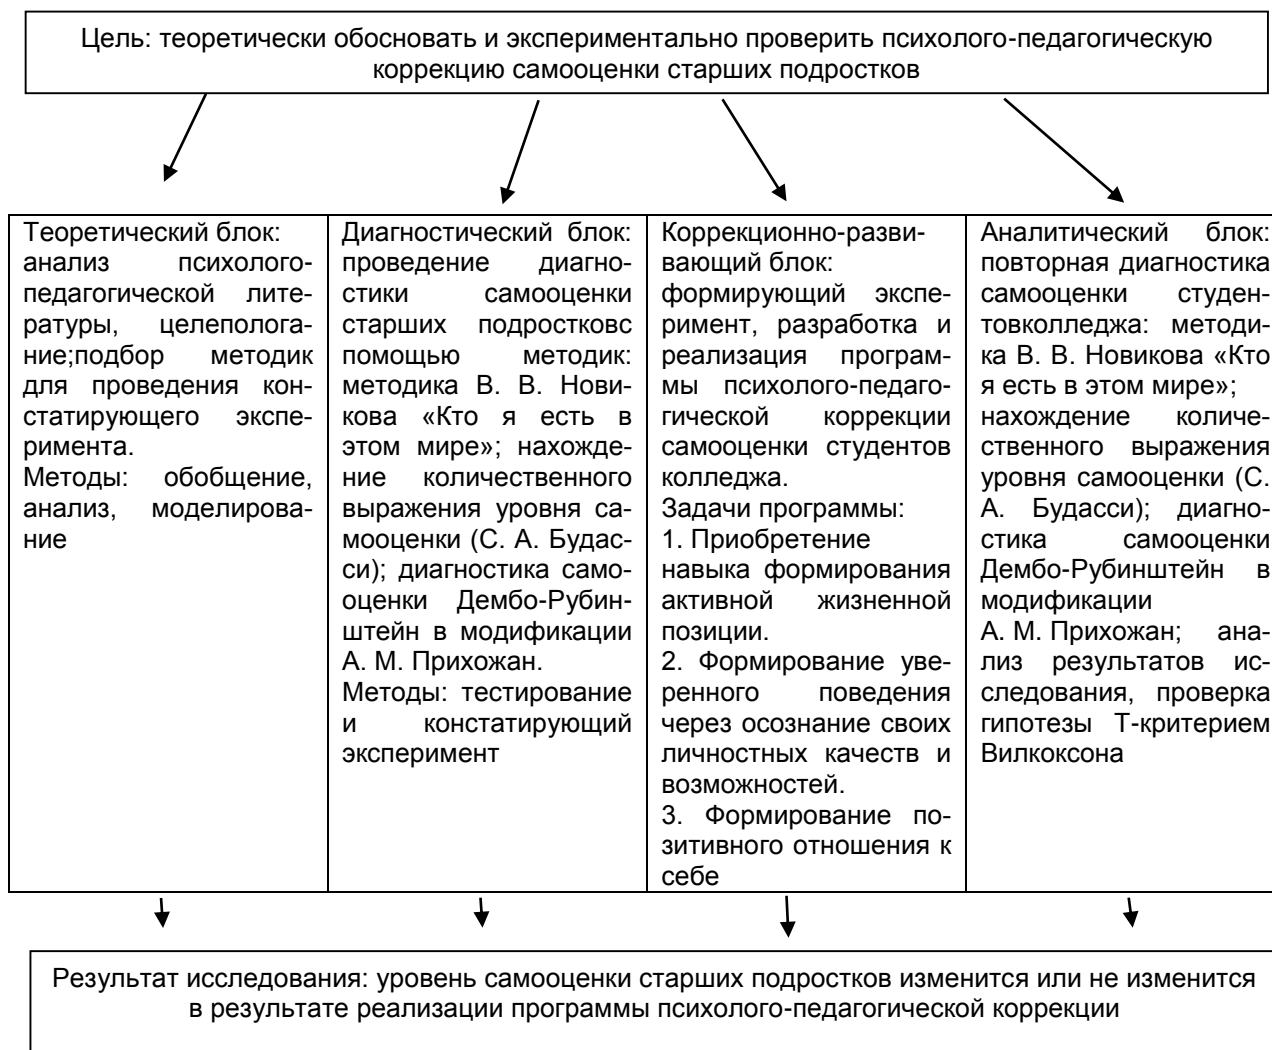 Цель: теоретически обосновать и экспериментально проверить психолого-педагогическую
коррекцию самооценки старших подростков
Теоретический блок:
анализ психолого-
педагогической лите-
ратуры, целеполога-
ние;подбор методик
для проведения кон-
статирующего экспе-
римента.
Методы: обобщение,
анализ, моделирова-
ние
Диагностический блок:
проведение диагно-
стики самооценки
старших подростковс
помощью методик:
методика В. В. Нови-
кова «Кто я есть в
этом мире»; нахожде-
ние количественного
выражения уровня са-
мооценки (С. А. Будас-
си); диагностика само-
оценки Дембо-Рубин-
штейн в модификации
А. М. Прихожан.
Методы: тестирование
и констатирующий
эксперимент
Коррекционно-разви-
вающий блок:
формирующий экспе-
римент, разработка и
реализация програм-
мы психолого-педаго-
гической коррекции
самооценки студентов
колледжа.
Задачи программы:
1. Приобретение
навыка формирования
активной жизненной
позиции.
2. Формирование уве-
ренного поведения
через осознание своих
личностных качеств и
возможностей.
3. Формирование по-
зитивного отношения к
себе
Аналитический блок:
повторная диагностика
самооценки студен-
товколледжа: методи-
ка В. В. Новикова «Кто
я есть в этом мире»;
нахождение количе-
ственного выражения
уровня самооценки (С.
А. Будасси); диагно-
стика самооценки
Дембо-Рубинштейн в
модификации
А. М. Прихожан; ана-
лиз результатов ис-
следования, проверка
гипотезы Т-критерием
Вилкоксона
Результат исследования: уровень самооценки старших подростков изменится или не изменится
в результате реализации программы психолого-педагогической коррекции